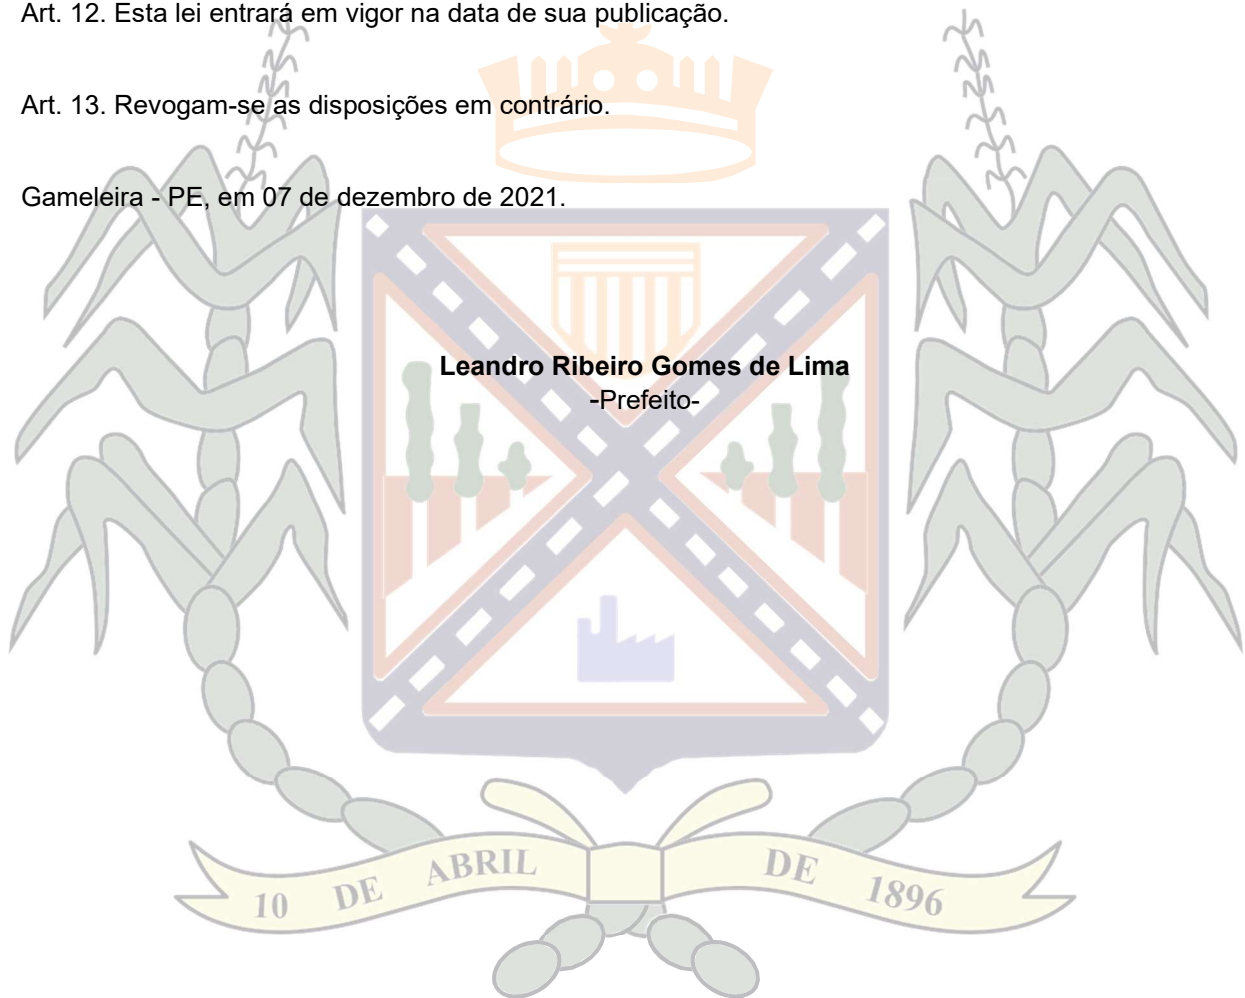 Art. 12. Esta lei entrará em vigor na data de sua publicação.
Art. 13. Revogam-se as disposições em contrário.
Gameleira - PE, em 07 de dezembro de 2021.
Leandro Ribeiro Gomes de Lima
-Prefeito-
10 DE ABRIL DE 1896